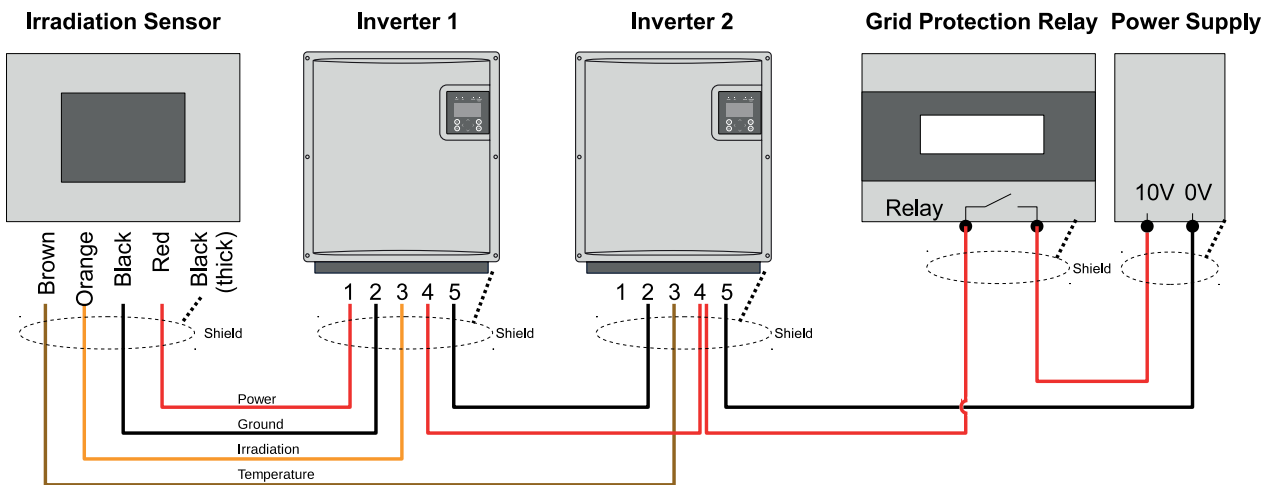 Irradiation Sensor
Inverter 1
Inverter 2
Grid Protection Relay
Power Supply
10V 0V
Relay
Brown
Orange
Black
Red
Black
(thick)
Shield
1 2 3 4 5
Shield
1 2 3 4 5
Shield
Shield
Power
Ground
Irradiation
Temperature